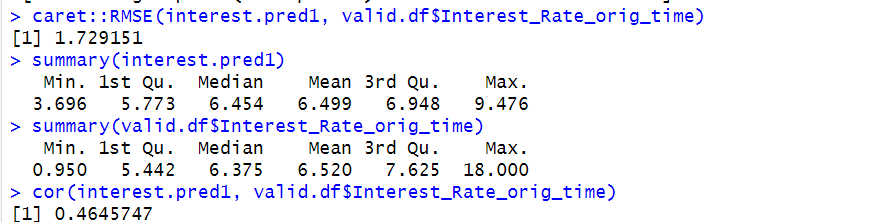 > caret::RMSE(interest.pred1, valid.df$Interest_Rate_orig_time)
[1] 1.729151
> summary(interest.pred1)
   Min. 1st Qu.  Median    Mean 3rd Qu.    Max.
  3.696   5.773   6.454   6.499   6.948   9.476
> summary(valid.df$Interest_Rate_orig_time)
   Min. 1st Qu.  Median    Mean 3rd Qu.    Max.
  0.950   5.442   6.375   6.520   7.625  18.000
> cor(interest.pred1, valid.df$Interest_Rate_orig_time)
[1] 0.4645747